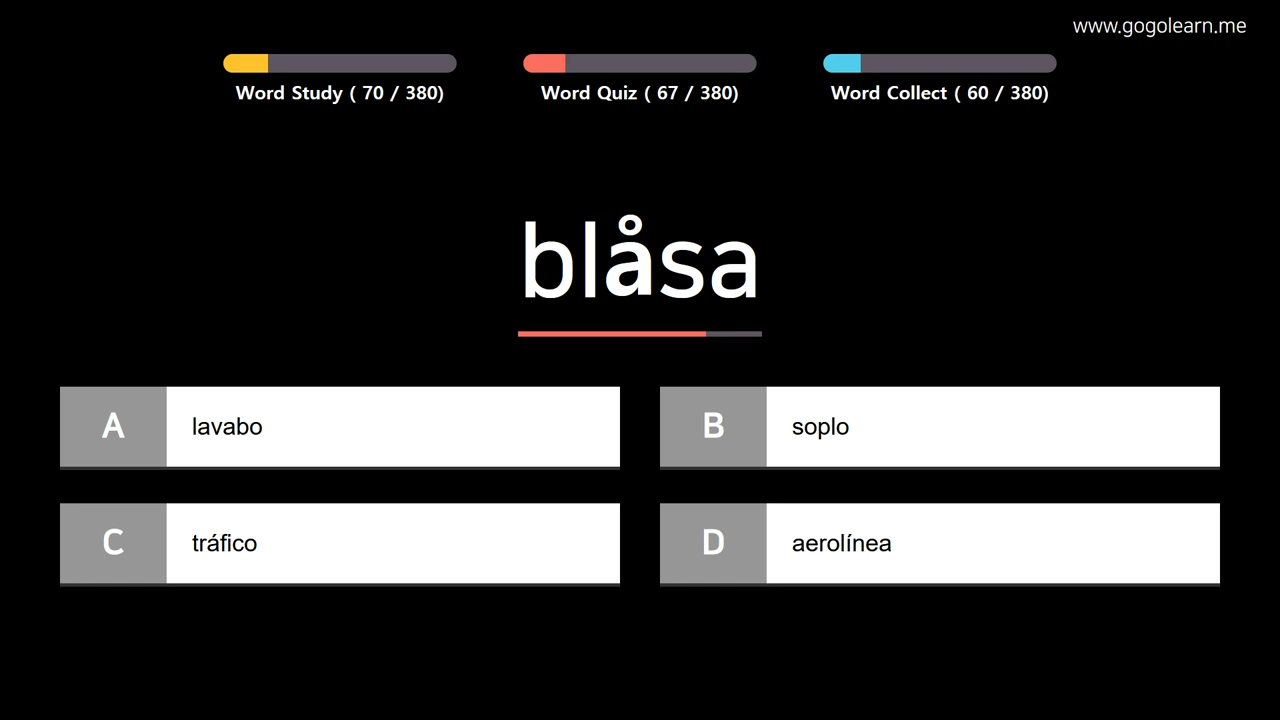 www.gogolearn.me
Word Study ( 70 / 380)
Word Quiz ( 67 / 380)
Word Collect ( 60 / 380)
blåsa
A lavabo
B soplo
C tráfico
D aerolínea